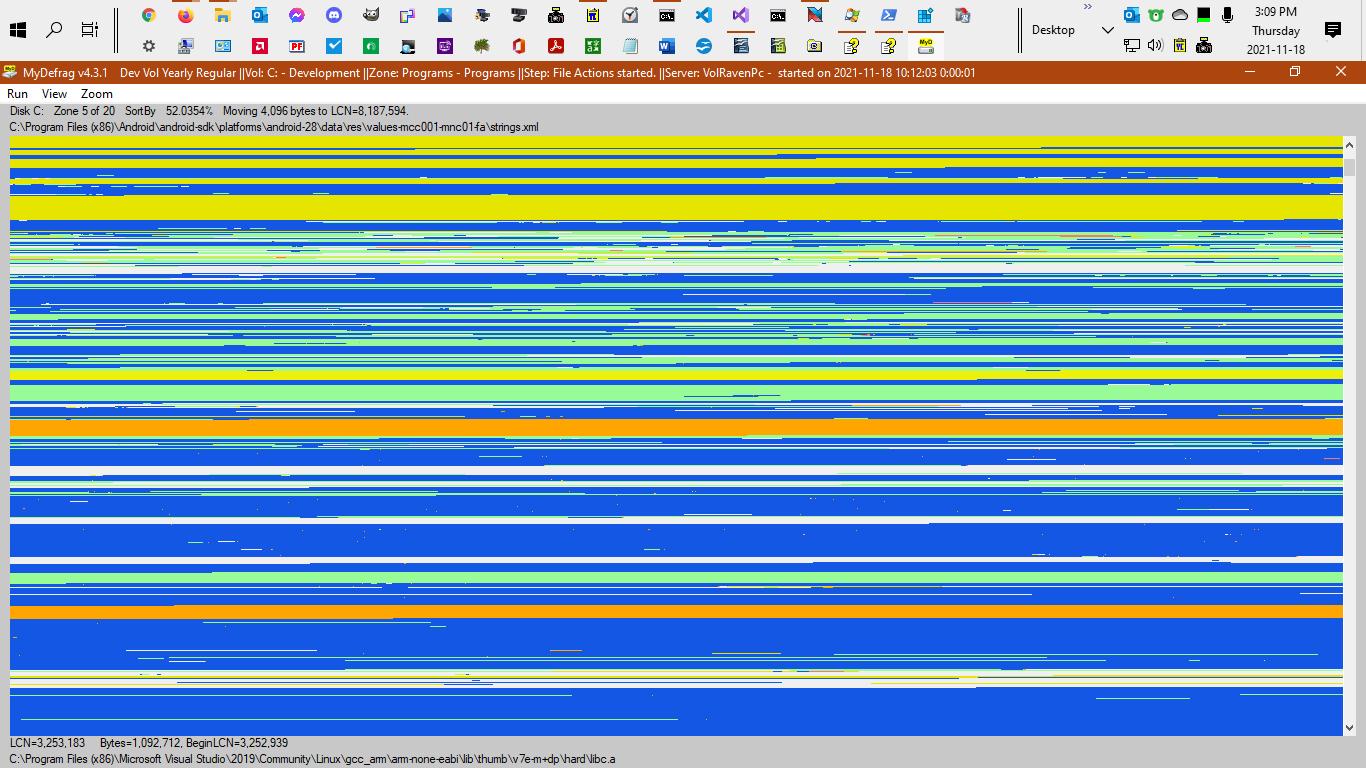 3:09 PM
Thursday
2021-11-18
Desktop
MyDefrag v4.3.1 Dev Vol Yearly Regular ||Vol: C: - Development ||Zone: Programs - Programs ||Step: File Actions started. ||Server: VolRavenPc - started on 2021-11-18 10:12:03 0:00:01
Run View Zoom
Disk C: Zone 5 of 20 SortBy 52.0354% Moving 4,096 bytes to LCN=8,187,594.
C:\Program Files (x86)\Android\android-sdk\platforms\android-28\data\res\values-mcc001-mnc01-fa\strings.xml
LCN=3,253,183 Bytes=1,092,712, BeginLCN=3,252,939
C:\Program Files (x86)\Microsoft Visual Studio\2019\Community\Linux\gcc_arm\arm-none-eabi\lib\thumb\v7e-m+dp\hard\libc.a